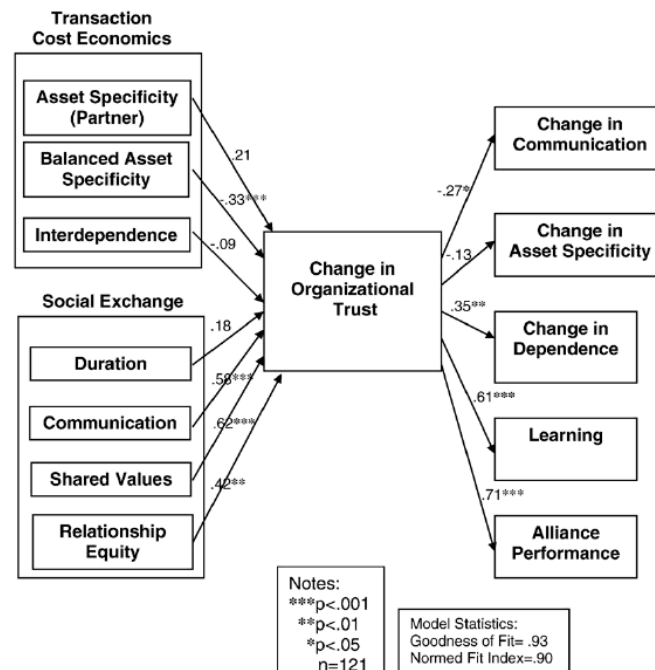 Transaction
Cost Economics
Asset Specificity
(Partner)
Balanced Asset
Specificity
Interdependence
Social Exchange
Duration
Communication
Shared Values
Relationship
Equity
.21
-.33***
-.09
.18
.58***
.62***
.42**
Change in
Organizational
Trust
-.27*
-.13
.35**
.61***
.71***
Change in
Communication
Change in
Asset Specificity
Change in
Dependence
Learning
Alliance
Performance
Notes:
***p<.001
**p<.01
*p<.05
n=121
Model Statistics:
Goodness of Fit= .93
Normed Fit Index=.90